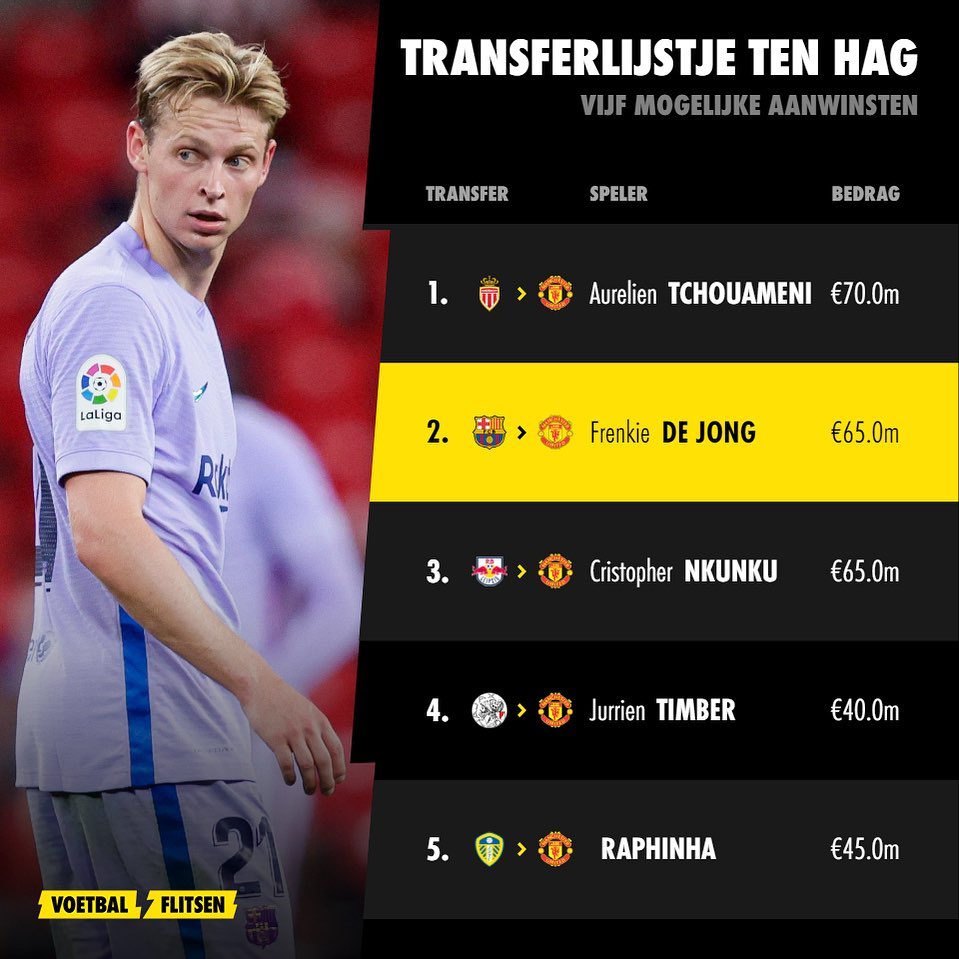 TRANSFERLIJSTJE TEN HAG
VIJF MOGELIJKE AANWINSTEN
TRANSFER SPELER BEDRAG
1. Aurelien TCHOUAMENI €70.0m
2. Frenkie DE JONG €65.0m
3. Cristopher NKUNKU €65.0m
4. Jurrien TIMBER €40.0m
5. RAPHINHA €45.0m
LaLiga
21
VOETBAL FLITSEN